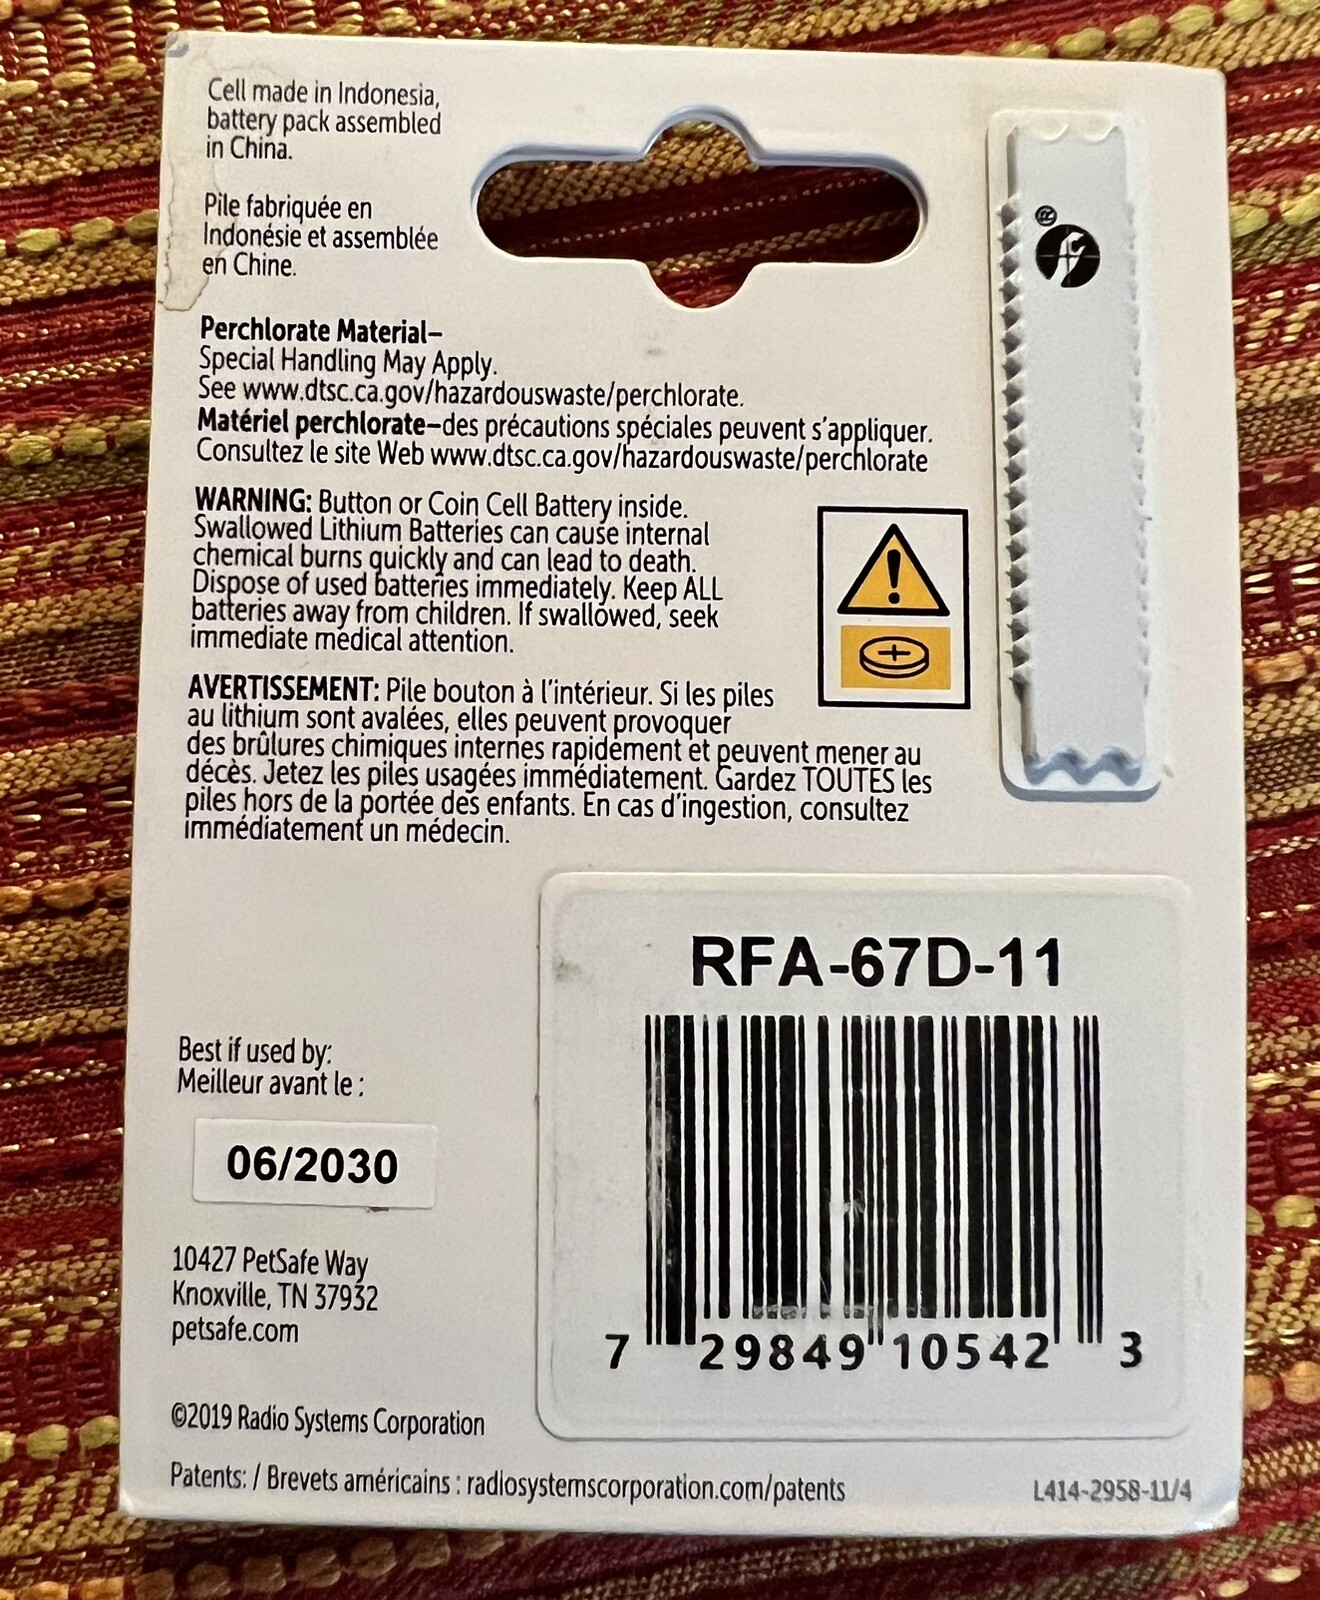 Cell made in Indonesia,
battery pack assembled
in China.
Pile fabriquée en
Indonésie et assemblée
en Chine.
Perchlorate Material–
Special Handling May Apply.
See www.dtsc.ca.gov/hazardouswaste/perchlorate.
Matériel perchlorate–des précautions spéciales peuvent s'appliquer.
Consultez le site Web www.dtsc.ca.gov/hazardouswaste/perchlorate
WARNING: Button or Coin Cell Battery inside.
Swallowed Lithium Batteries can cause internal
chemical burns quickly and can lead to death.
Dispose of used batteries immediately. Keep ALL
batteries away from children. If swallowed, seek
immediate medical attention.
AVERTISSEMENT: Pile bouton à l'intérieur. Si les piles
au lithium sont avalées, elles peuvent provoquer
des brûlures chimiques internes rapidement et peuvent mener au
décès. Jetez les piles usagées immédiatement. Gardez TOUTES les
piles hors de la portée des enfants. En cas d'ingestion, consultez
immédiatement un médecin.
RFA-67D-11
7 29849 10542 3
Best if used by:
Meilleur avant le :
06/2030
10427 PetSafe Way
Knoxville, TN 37932
petsafe.com
©2019 Radio Systems Corporation
Patents: / Brevets américains : radiosystemscorporation.com/patents
L414-2958-11/4